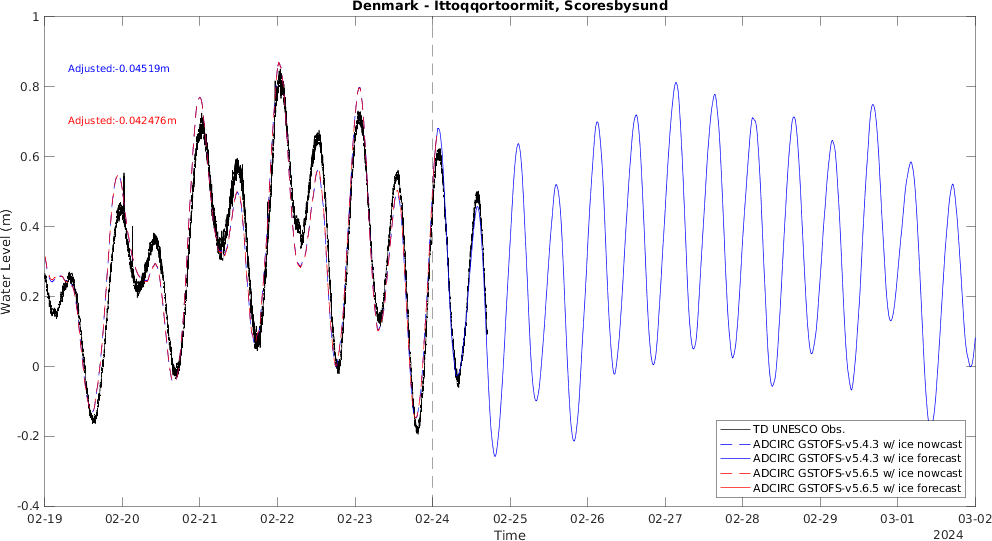 Denmark - Ittoqqortoormiit, Scoresbysund
Adjusted:-0.04519m
Adjusted:-0.042476m
Water Level (m)
1
0.8
0.6
0.4
0.2
0
-0.2
-0.4
TD UNESCO Obs.
ADCIRC GSTOFS-v5.4.3 w/ ice nowcast
ADCIRC GSTOFS-v5.4.3 w/ ice forecast
ADCIRC GSTOFS-v5.6.5 w/ ice nowcast
ADCIRC GSTOFS-v5.6.5 w/ ice forecast
02-19 02-20 02-21 02-22 02-23 02-24 02-25 02-26 02-27 02-28 02-29 03-01 03-02
Time
2024